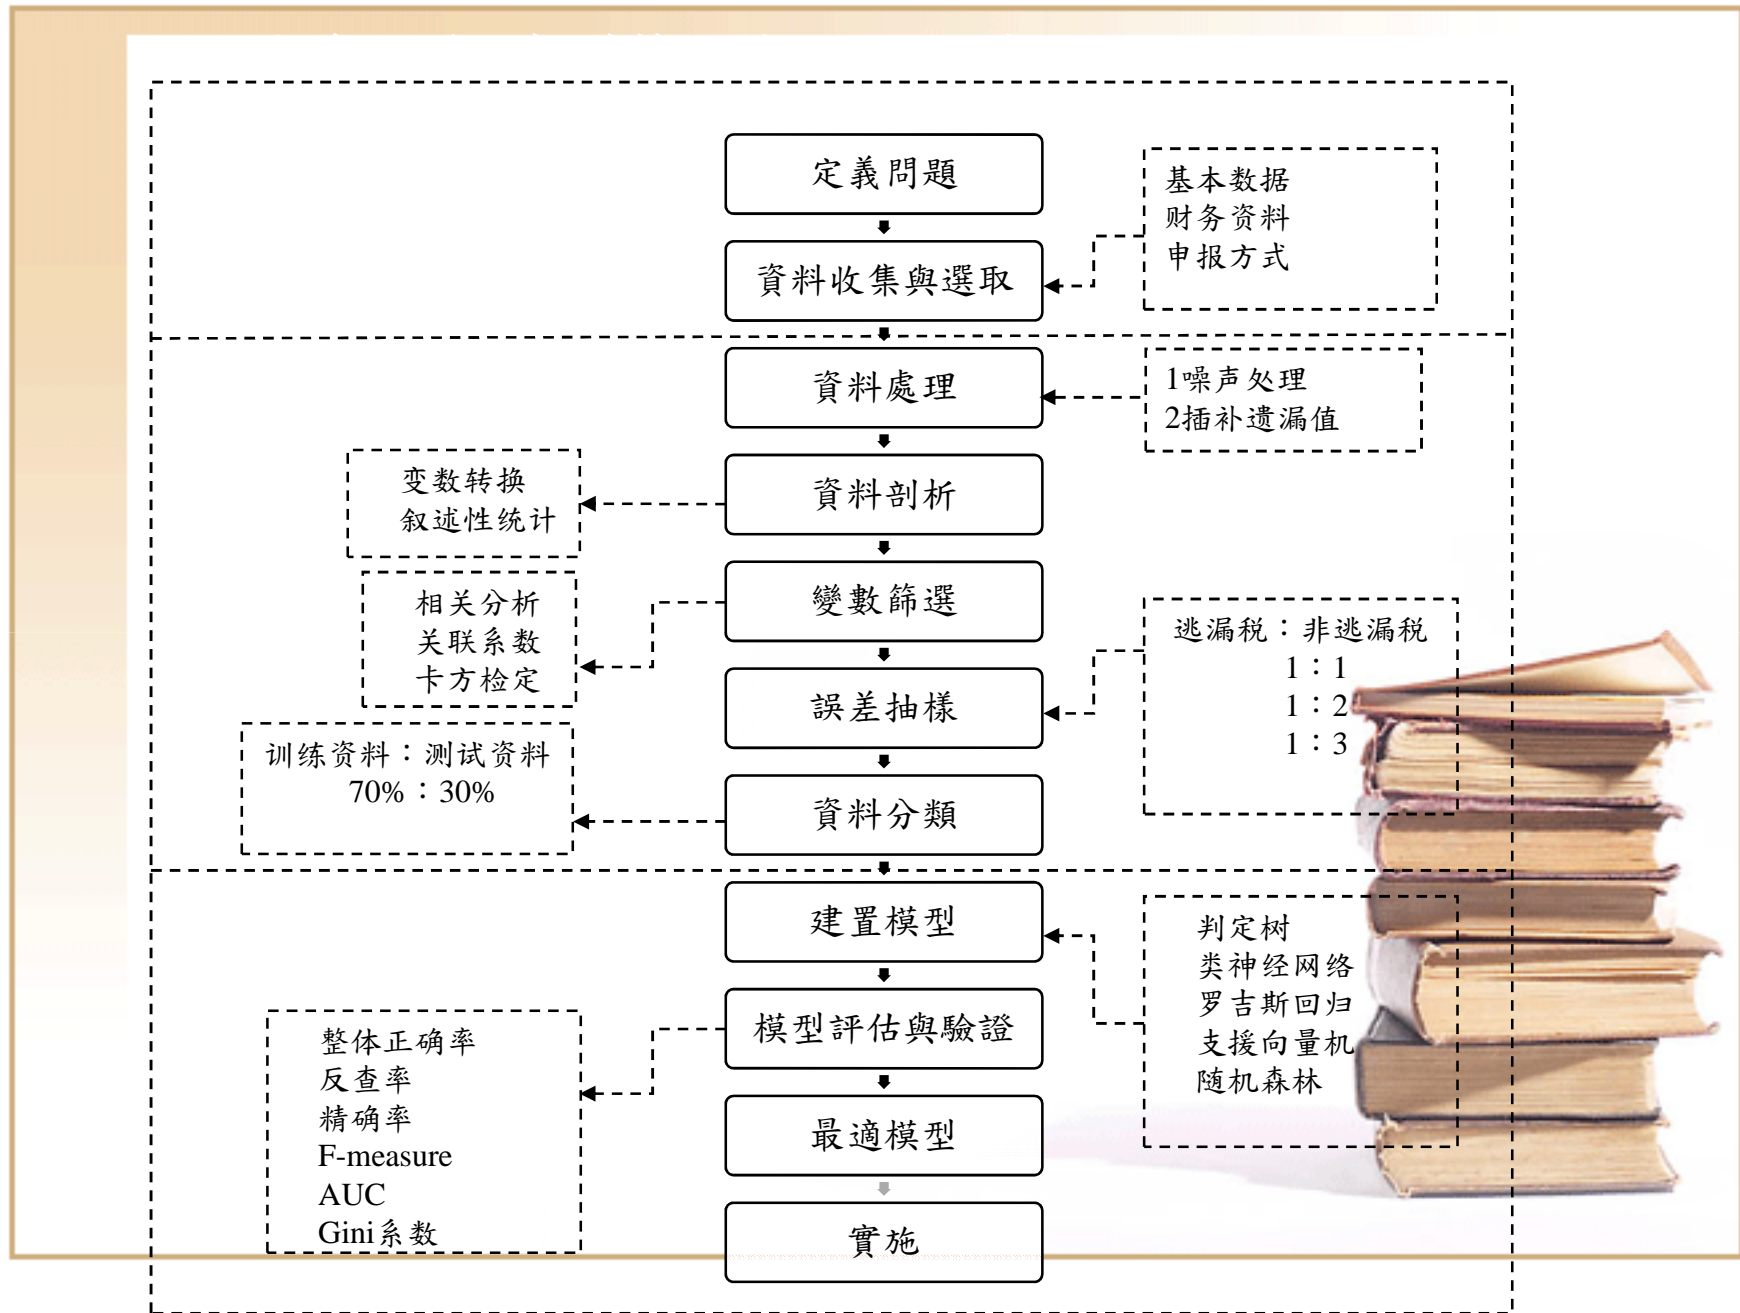 定義問題
基本数据
财务资料
申报方式
資料收集與選取
資料處理
1噪声处理
2插补遗漏值
資料剖析
变数转换
叙述性统计
變數篩選
相关分析
关联系数
卡方检定
誤差抽樣
逃漏税：非逃漏税
1：1
1：2
1：3
資料分類
训练资料：测试资料
70%：30%
建置模型
判定树
类神经网络
罗吉斯回归
支援向量机
随机森林
模型評估與驗證
整体正确率
反查率
精确率
F-measure
AUC
Gini系数
最適模型
實施